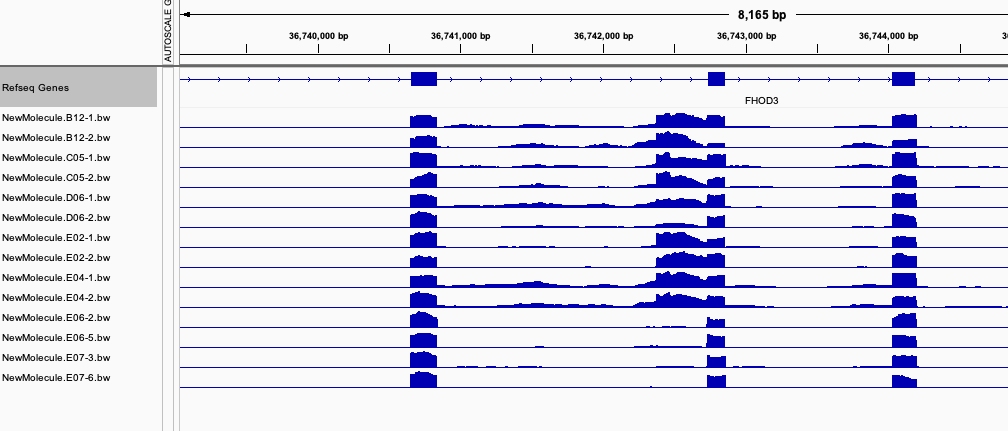 AUTOSCALE G
8,165 bp
36,740,000 bp 36,741,000 bp 36,742,000 bp 36,743,000 bp 36,744,000 bp
Refseq Genes
FHOD3
NewMolecule.B12-1.bw
NewMolecule.B12-2.bw
NewMolecule.C05-1.bw
NewMolecule.C05-2.bw
NewMolecule.D06-1.bw
NewMolecule.D06-2.bw
NewMolecule.E02-1.bw
NewMolecule.E02-2.bw
NewMolecule.E04-1.bw
NewMolecule.E04-2.bw
NewMolecule.E06-2.bw
NewMolecule.E06-5.bw
NewMolecule.E07-3.bw
NewMolecule.E07-6.bw